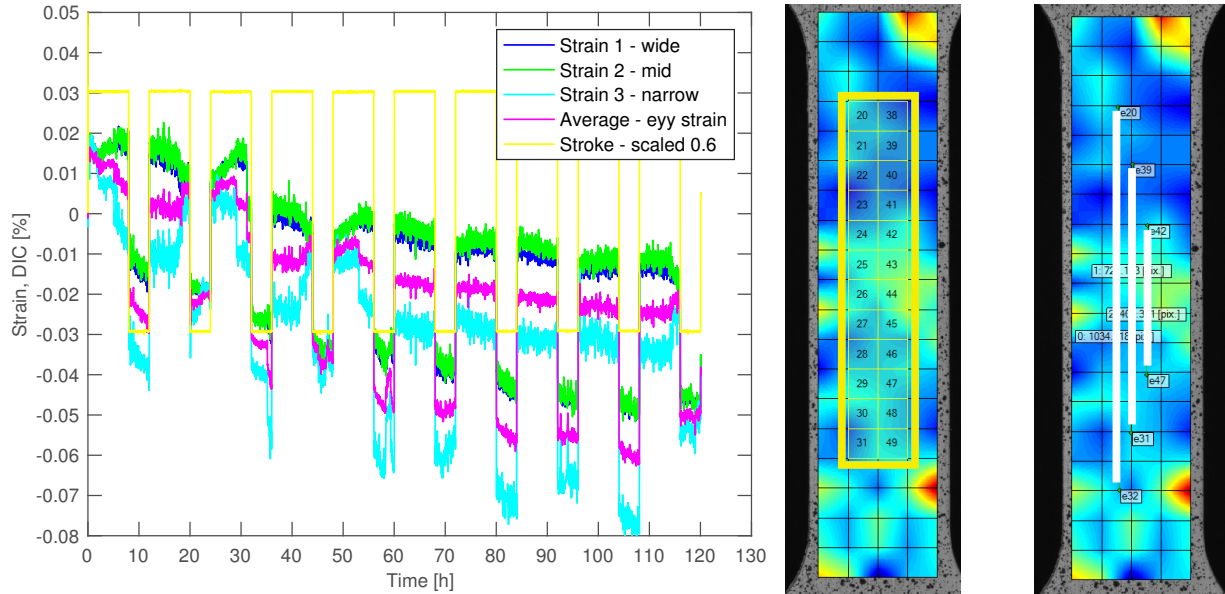 0.05
0.04
0.03
0.02
0.01
0
-0.01
-0.02
-0.03
-0.04
-0.05
-0.06
-0.07
-0.08
Strain, DIC [%]
0 10 20 30 40 50 60 70 80 90 100 110 120 130
Time [h]
Strain 1 - wide
Strain 2 - mid
Strain 3 - narrow
Average - eyy strain
Stroke - scaled 0.6
20 38
21 39
22 40
23 41
24 42
25 43
26 44
27 45
28 46
29 47
30 48
31 49
e20
e39
e42
[pix.]
e47
e31
e32